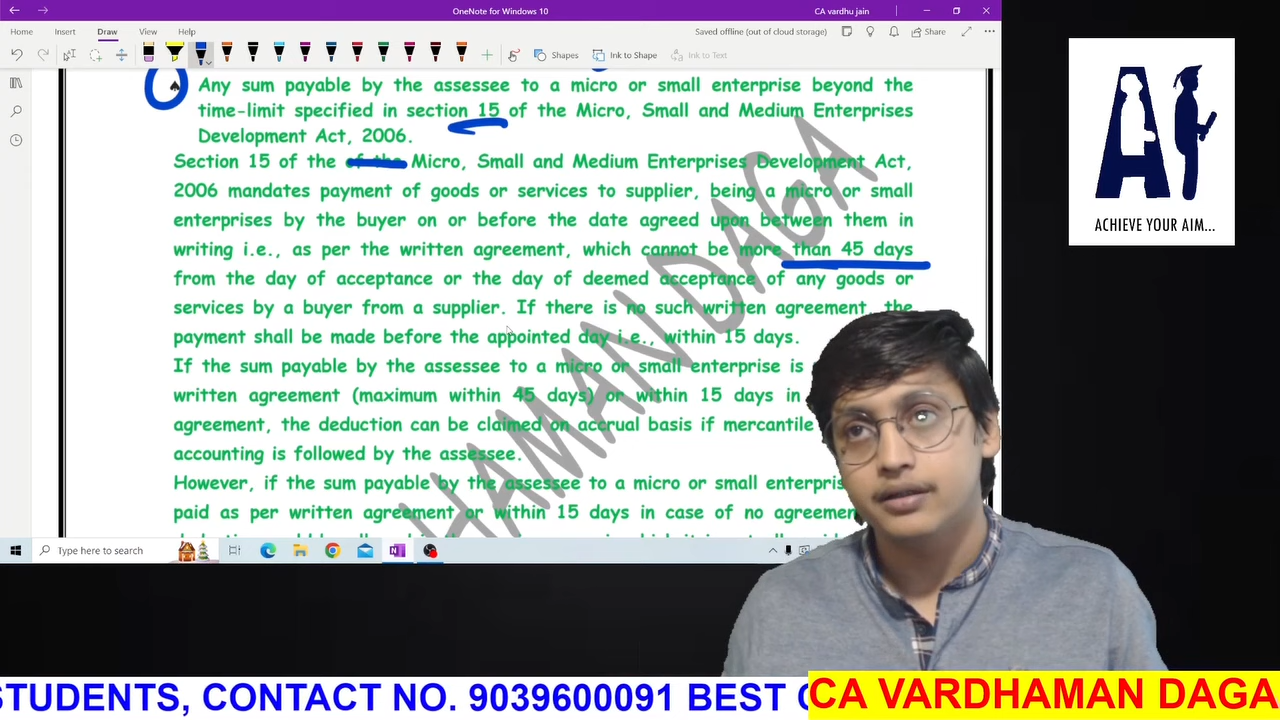 OneNote for Windows 10
CA vardhu jain
Home Insert Draw View Help
Saved offline (out of cloud storage)
Share
Shapes
Ink to Shape
Ink to Text
Any sum payable by the assessee to a micro or small enterprise beyond the
time-limit specified in section 15 of the Micro, Small and Medium Enterprises
Development Act, 2006.
Section 15 of the of the Micro, Small and Medium Enterprises Development Act,
2006 mandates payment of goods or services to supplier, being a micro or small
enterprises by the buyer on or before the date agreed upon between them in
writing i.e., as per the written agreement, which cannot be more than 45 days
from the day of acceptance or the day of deemed acceptance of any goods or
services by a buyer from a supplier. If there is no such written agreement, the
payment shall be made before the appointed day i.e., within 15 days.
If the sum payable by the assessee to a micro or small enterprise is
written agreement (maximum within 45 days) or within 15 days in
agreement, the deduction can be claimed on accrual basis if mercantile
accounting is followed by the assessee.
However, if the sum payable by the assessee to a micro or small enterpris
paid as per written agreement or within 15 days in case of no agreemen
HAMAN DAGA
Type here to search
AI
ACHIEVE YOUR AIM...
STUDENTS, CONTACT NO. 9039600091 BEST
CA VARDHAMAN DAGA